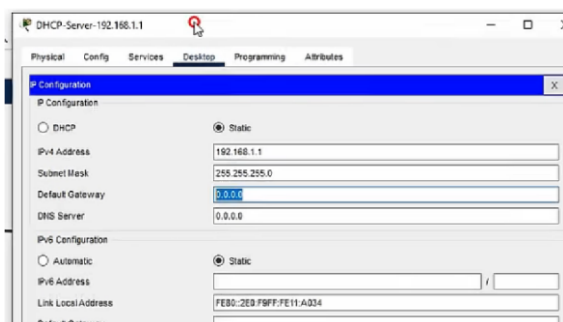 DHCP-Server-192.168.1.1
Physical Config Services Desktop Programming Attributes
IP Configuration X
IP Configuration
DHCP Static
IPv4 Address 192.168.1.1
Subnet Mask 255.255.255.0
Default Gateway 0.0.0.0
DNS Server 0.0.0.0
IPv6 Configuration
Automatic Static
IPv6 Address /
Link Local Address FE80::2E0:F9FF:FE11:A034